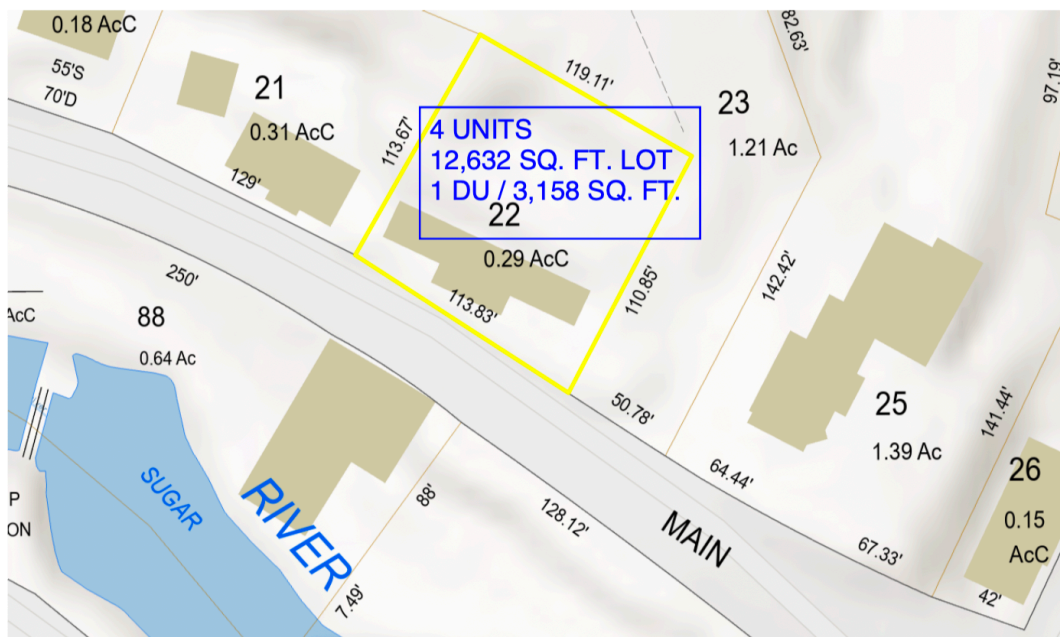 0.18 AcC
55'S
70'D
21
0.31 AcC
129'
113.67'
119.11'
4 UNITS
12,632 SQ. FT. LOT
1 DU / 3,158 SQ. FT.
22
0.29 AcC
113.83'
110.85'
82.63'
23
1.21 Ac
142.42'
97.19'
250'
AcC
88
0.64 Ac
50.78'
25
1.39 Ac
141.44'
26
0.15
AcC
64.44'
67.33'
42'
MAIN
128.12'
88'
7.49'
SUGAR
RIVER
P
ON